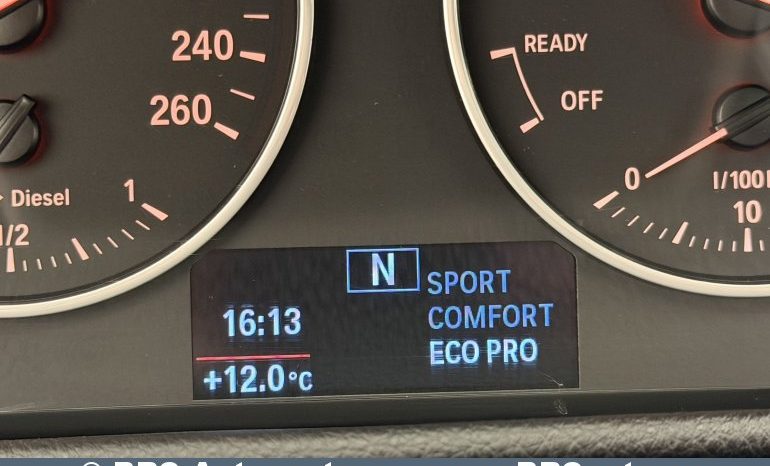 240
260
Diesel
1/2
1
READY
OFF
0
l/100
10
N
SPORT
COMFORT
ECO PRO
16:13
+12.0°C